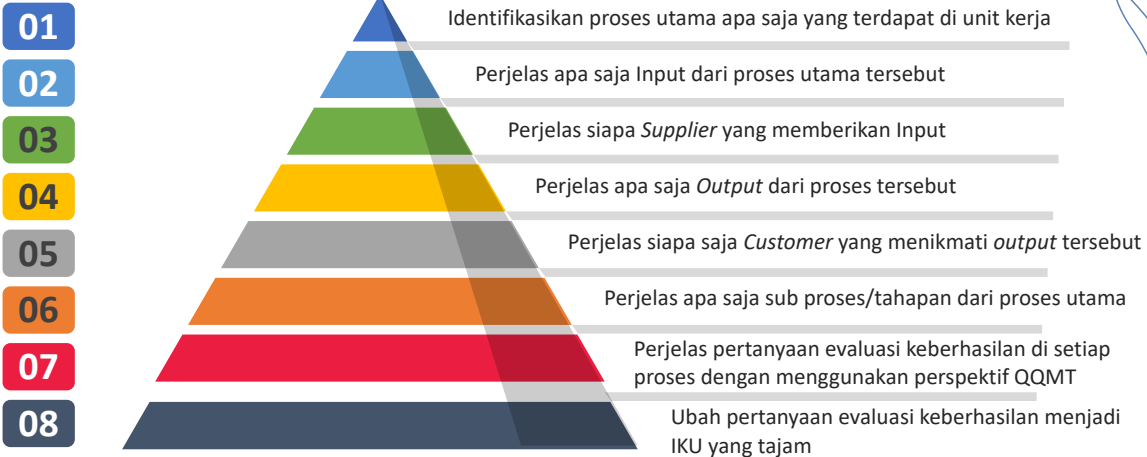 01
Identifikasikan proses utama apa saja yang terdapat di unit kerja
02
Perjelas apa saja Input dari proses utama tersebut
03
Perjelas siapa Supplier yang memberikan Input
04
Perjelas apa saja Output dari proses tersebut
05
Perjelas siapa saja Customer yang menikmati output tersebut
06
Perjelas apa saja sub proses/tahapan dari proses utama
07
Perjelas pertanyaan evaluasi keberhasilan di setiap
proses dengan menggunakan perspektif QQMT
08
Ubah pertanyaan evaluasi keberhasilan menjadi
IKU yang tajam